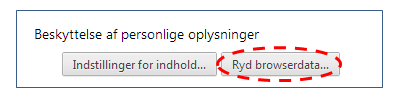 Beskyttelse af personlige oplysninger
Indstillinger for indhold... Ryd browserdata...